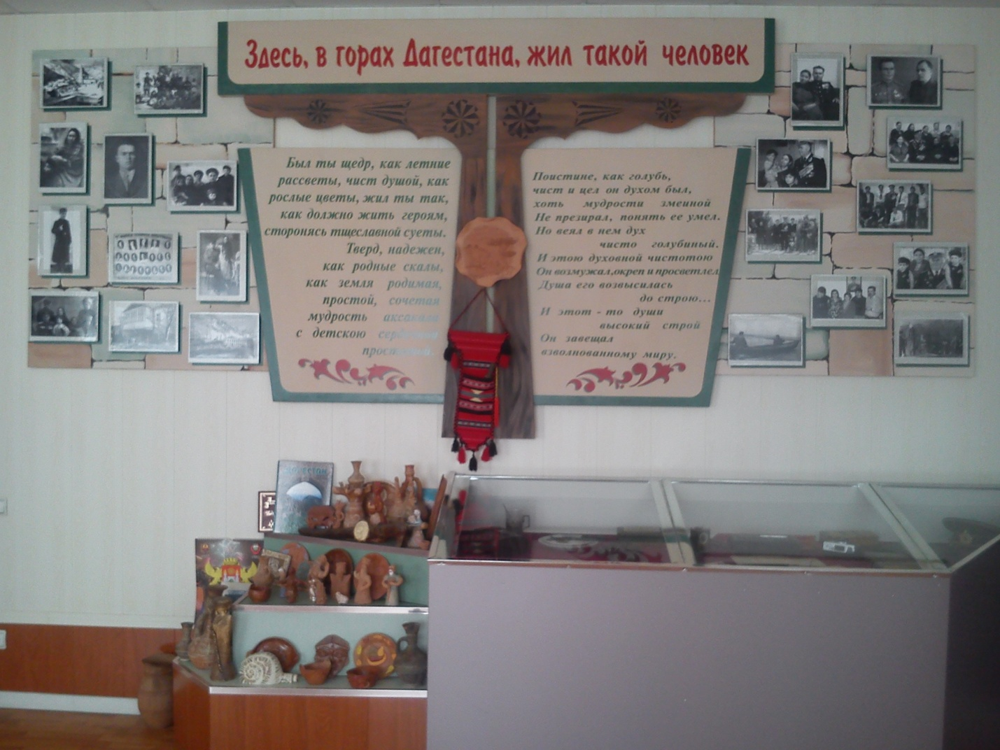 Здесь, в горах Дагестана, жил такой человек
Был ты щедр, как летние
рассветы, чист душой, как
рослые цветы, жил ты так,
как должно жить героям,
сторонясь тщеславной суеты.
Тверд, надежен,
как родные скалы,
как земля родимая,
простой, сочетая
мудрость аксакала
с детскою сердечной
простотой.
Поистине, как голубь,
чист и цел он духом был,
хоть мудрости змеиной
Не презирал, понять ее умел.
Но веял в нем дух
чисто голубиный.
И этою духовной чистотою
Он возмужал,окреп и просветлел
Душа его возвысилась
до строю...
И этот - то души
высокий строй
Он завещал
взволнованному миру.
Дагестан